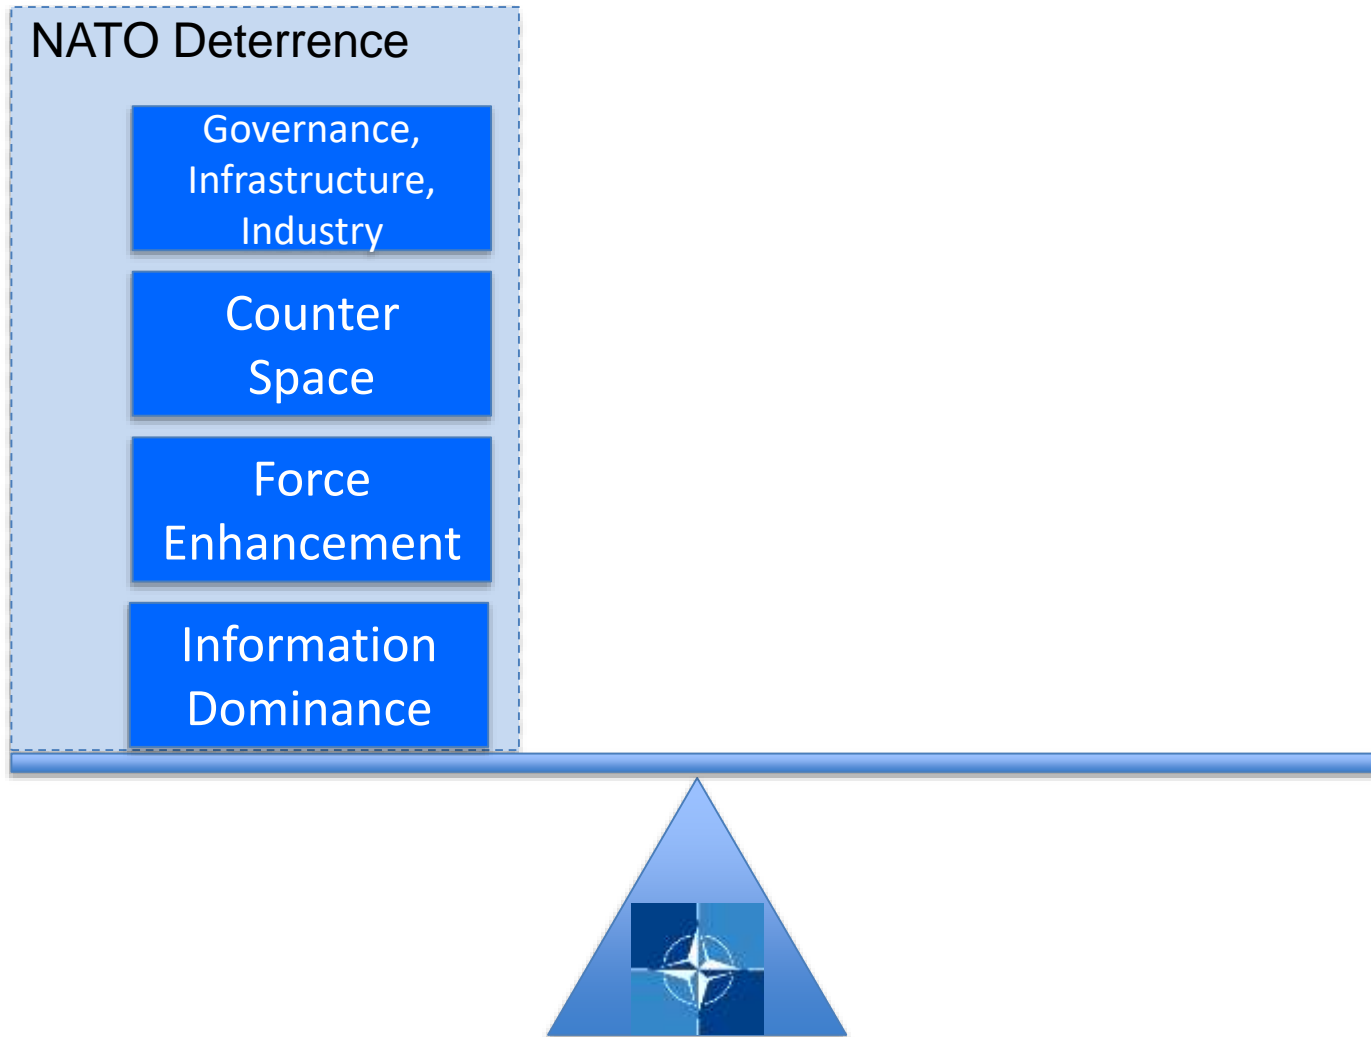 NATO Deterrence
Governance,
Infrastructure,
Industry
Counter
Space
Force
Enhancement
Information
Dominance